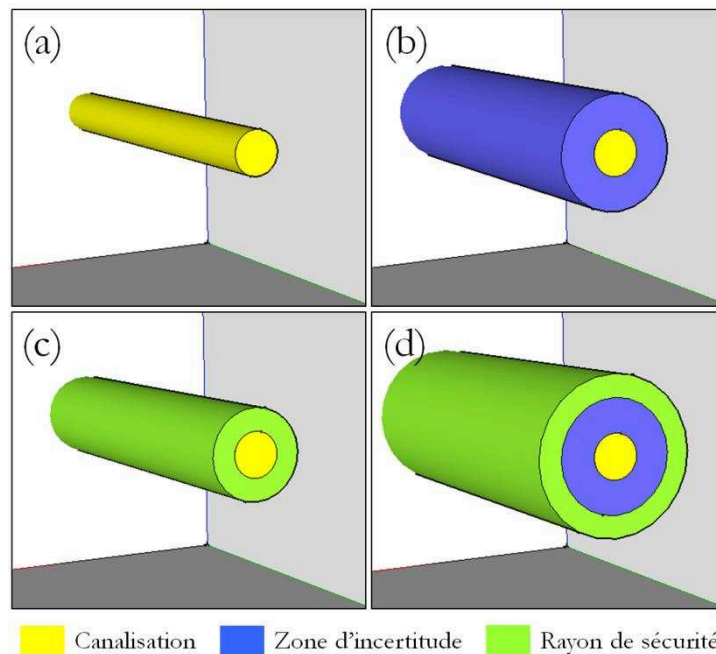 (a)
(b)
(c)
(d)
Canalisation
Zone d'incertitude
Rayon de sécurité